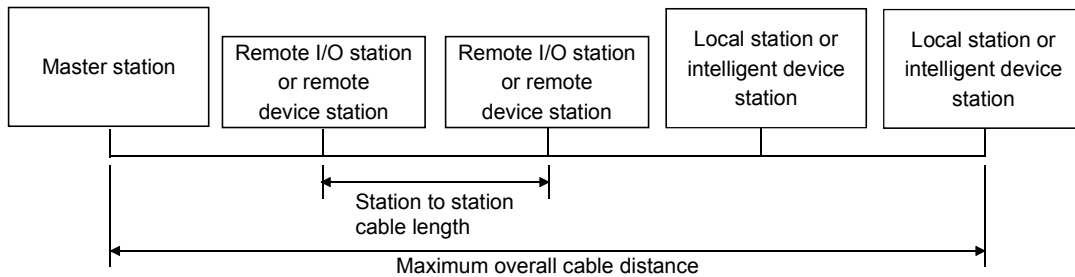 Master station
Remote I/O station
or remote
device station
Remote I/O station
or remote
device station
Local station or
intelligent device
station
Local station or
intelligent device
station
Station to station
cable length
Maximum overall cable distance